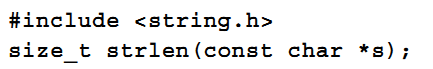 #include <string.h>
size_t strlen(const char *s);